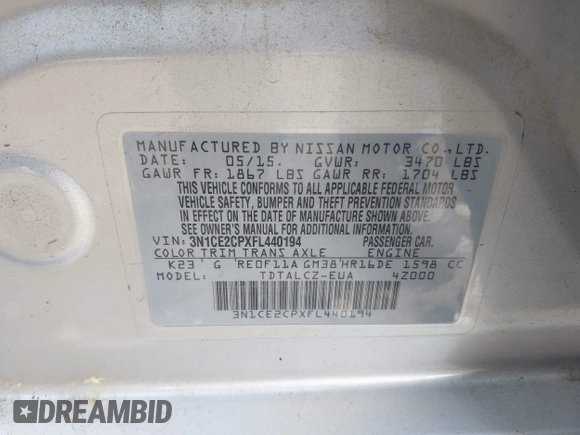 MANUFACTURED BY NISSAN MOTOR CO.,LTD.
DATE: 05/15. GVWR: 3470 LBS
GAWR FR: 1867 LBS GAWR RR: 1704 LBS
THIS VEHICLE CONFORMS TO ALL APPLICABLE FEDERAL MOTOR
VEHICLE SAFETY, BUMPER AND THEFT PREVENTION STANDARDS
IN EFFECT ON THE DATE OF MANUFACTURE SHOWN ABOVE.
SEE OWNER'S MANUAL FOR ADDITIONAL INFORMATION.
VIN: 3N1CE2CPXFL440194 PASSENGER CAR.
COLOR TRIM TRANS AXLE ENGINE
K23 G RE0F11A GM38 HR16DE 1598 CC
MODEL: TDTALCZ-EUA 4Z000
3N1CE2CPXFL440194
DREAMBID